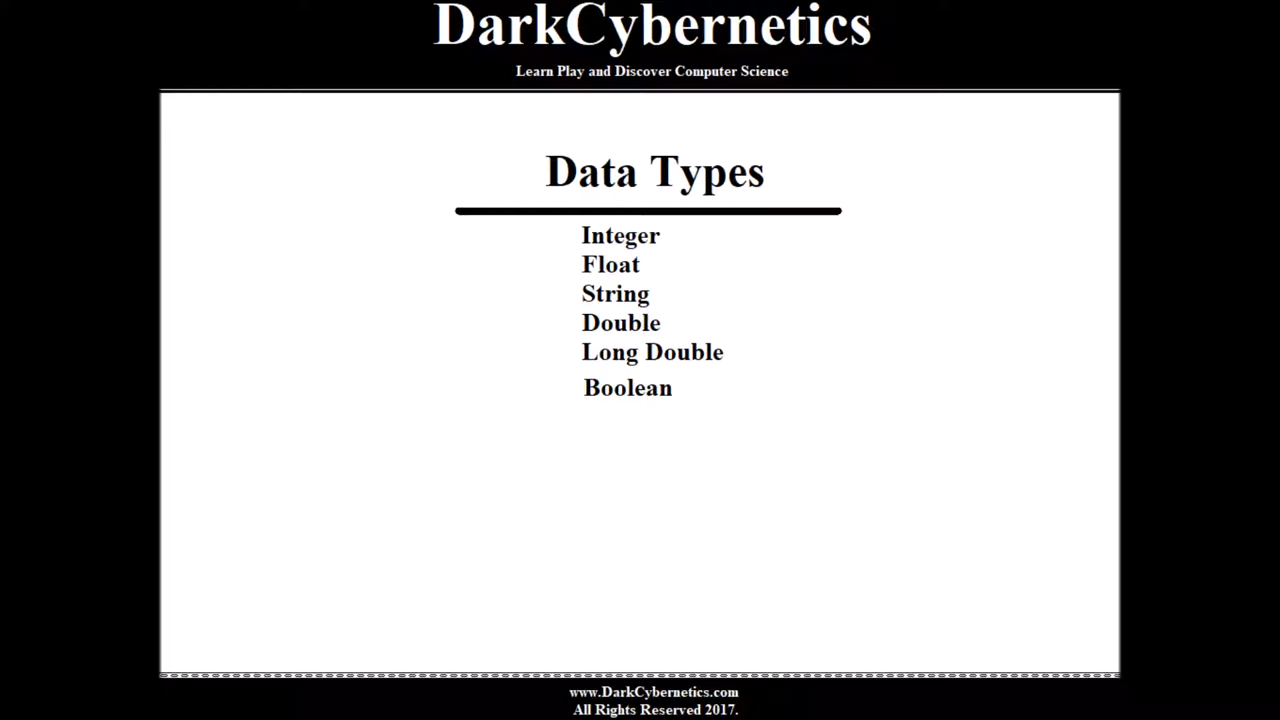 DarkCybernetics
Learn Play and Discover Computer Science
Data Types
Integer
Float
String
Double
Long Double
Boolean
www.DarkCybernetics.com
All Rights Reserved 2017.